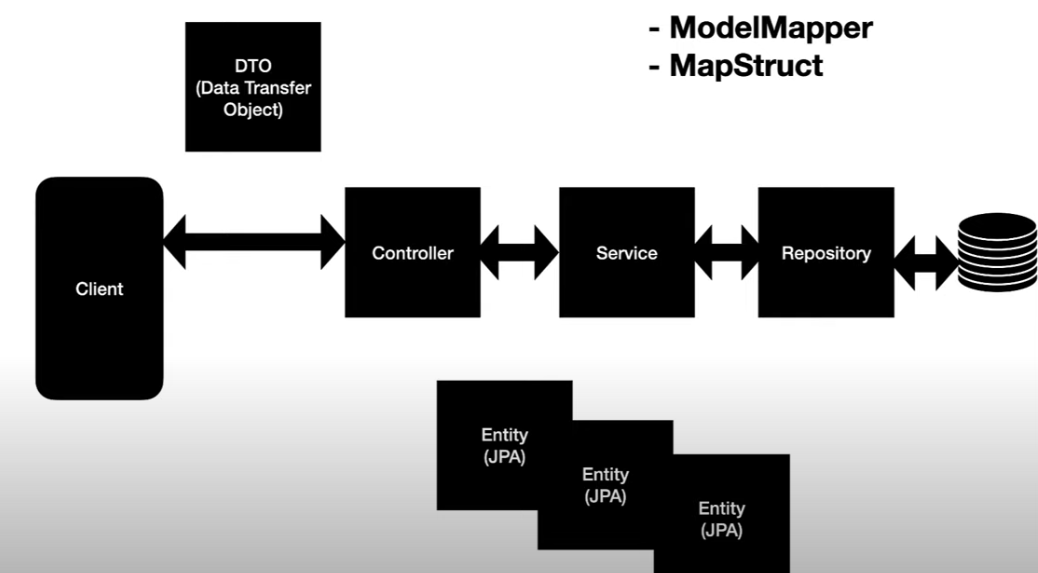 - ModelMapper
- MapStruct
DTO
(Data Transfer
Object)
Client
Controller
Service
Repository
Entity
(JPA)
Entity
(JPA)
Entity
(JPA)